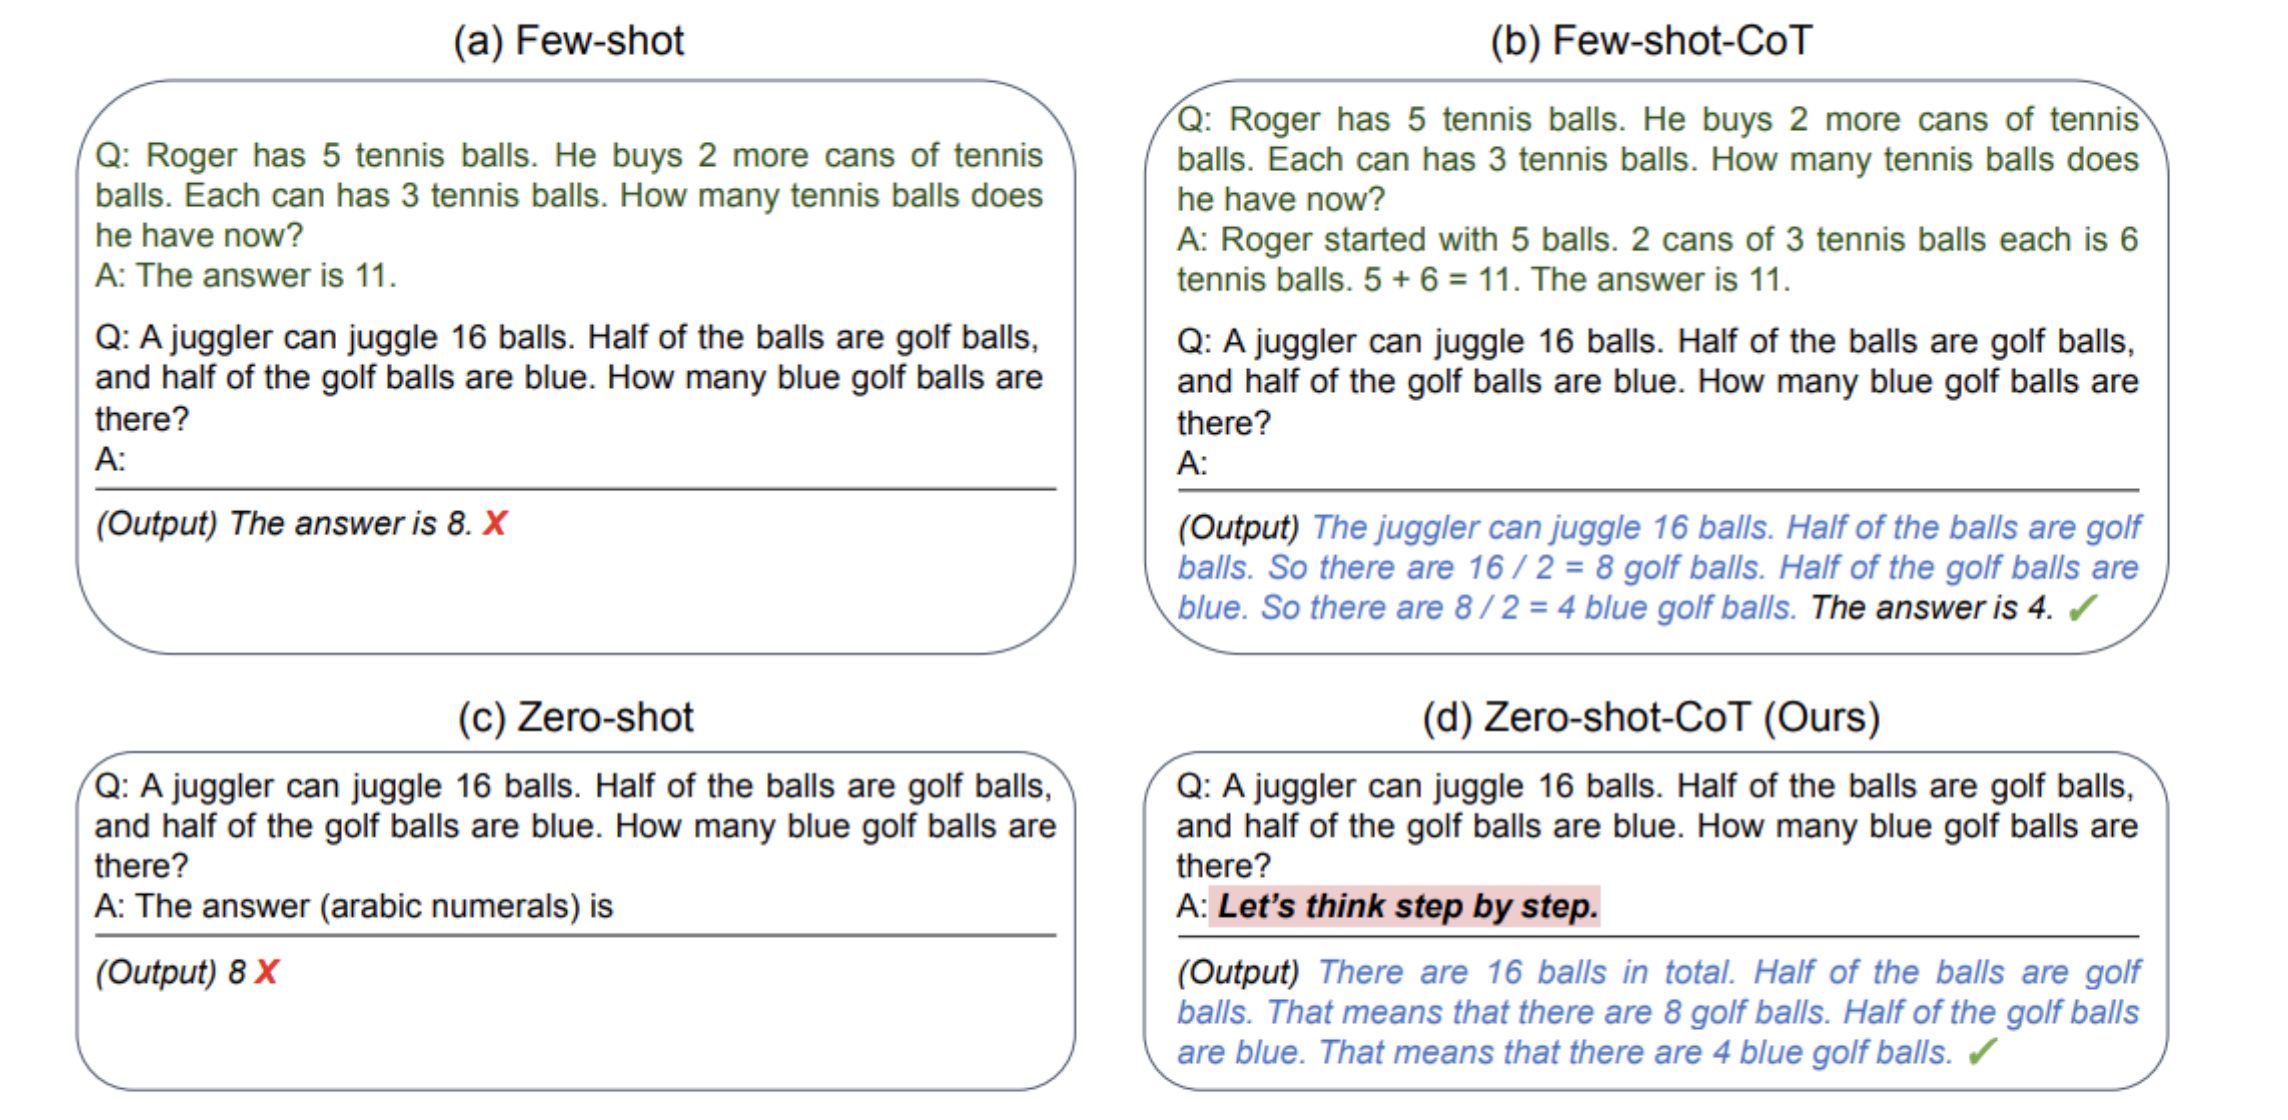 (a) Few-shot
Q: Roger has 5 tennis balls. He buys 2 more cans of tennis
balls. Each can has 3 tennis balls. How many tennis balls does
he have now?
A: The answer is 11.
Q: A juggler can juggle 16 balls. Half of the balls are golf balls,
and half of the golf balls are blue. How many blue golf balls are
there?
A:
(Output) The answer is 8. X
(b) Few-shot-CoT
Q: Roger has 5 tennis balls. He buys 2 more cans of tennis
balls. Each can has 3 tennis balls. How many tennis balls does
he have now?
A: Roger started with 5 balls. 2 cans of 3 tennis balls each is 6
tennis balls. 5 + 6 = 11. The answer is 11.
Q: A juggler can juggle 16 balls. Half of the balls are golf balls,
and half of the golf balls are blue. How many blue golf balls are
there?
A:
(Output) The juggler can juggle 16 balls. Half of the balls are golf
balls. So there are 16 / 2 = 8 golf balls. Half of the golf balls are
blue. So there are 8 / 2 = 4 blue golf balls. The answer is 4. ✓
(c) Zero-shot
Q: A juggler can juggle 16 balls. Half of the balls are golf balls,
and half of the golf balls are blue. How many blue golf balls are
there?
A: The answer (arabic numerals) is
(Output) 8 X
(d) Zero-shot-CoT (Ours)
Q: A juggler can juggle 16 balls. Half of the balls are golf balls,
and half of the golf balls are blue. How many blue golf balls are
there?
A: Let’s think step by step.
(Output) There are 16 balls in total. Half of the balls are golf
balls. That means that there are 8 golf balls. Half of the golf balls
are blue. That means that there are 4 blue golf balls. ✓